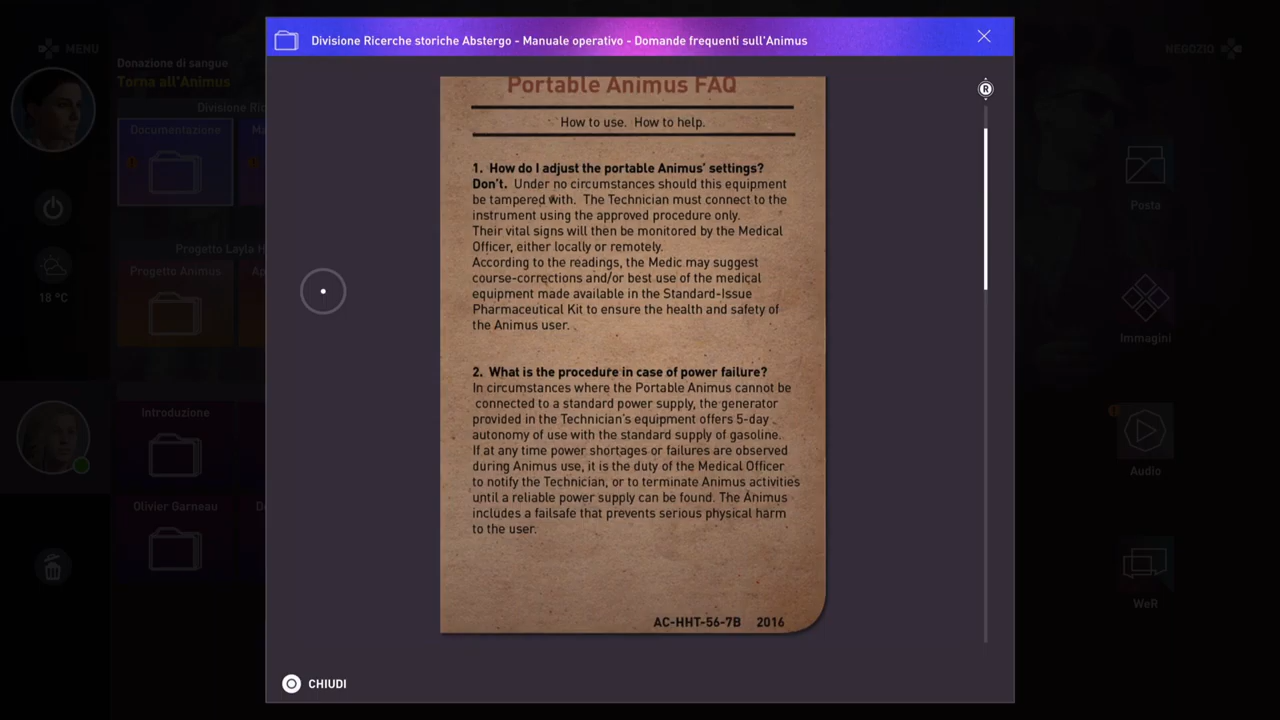 Divisione Ricerche storiche Abstergo - Manuale operativo - Domande frequenti sull'Animus
MENU
NEGOZIO
Donazione di sangue
Torna all'Animus
Divisione Ric
Documentazione
Ma
18 °C
Progetto Layla H
Progetto Animus
Ap
Introduzione
Olivier Garneau
D
Portable Animus FAQ
How to use. How to help.
1. How do I adjust the portable Animus' settings?
Don't. Under no circumstances should this equipment
be tampered with. The Technician must connect to the
instrument using the approved procedure only.
Their vital signs will then be monitored by the Medical
Officer, either locally or remotely.
According to the readings, the Medic may suggest
course-corrections and/or best use of the medical
equipment made available in the Standard-Issue
Pharmaceutical Kit to ensure the health and safety of
the Animus user.
2. What is the procedure in case of power failure?
In circumstances where the Portable Animus cannot be
connected to a standard power supply, the generator
provided in the Technician's equipment offers 5-day
autonomy of use with the standard supply of gasoline.
If at any time power shortages or failures are observed
during Animus use, it is the duty of the Medical Officer
to notify the Technician, or to terminate Animus activities
until a reliable power supply can be found. The Animus
includes a failsafe that prevents serious physical harm
to the user.
AC-HHT-56-7B 2016
R
Posta
Immagini
Audio
WeR
CHIUDI